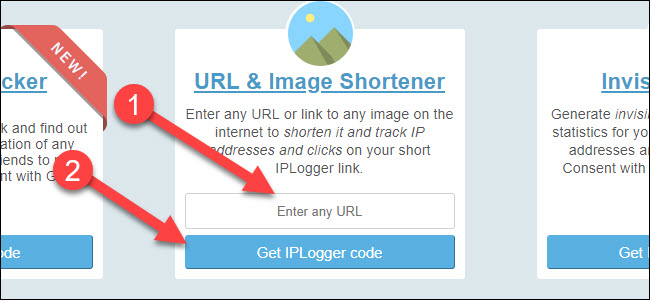 cker
NEW!
k and find out
ation of any
iends to
nt with G
ode
1
2
URL & Image Shortener
Enter any URL or link to any image on the
internet to shorten it and track IP
addresses and clicks on your short
IPLogger link.
Enter any URL
Get IPLogger code
Invis
Generate invisi
statistics for yo
addresses a
Consent with
Get I